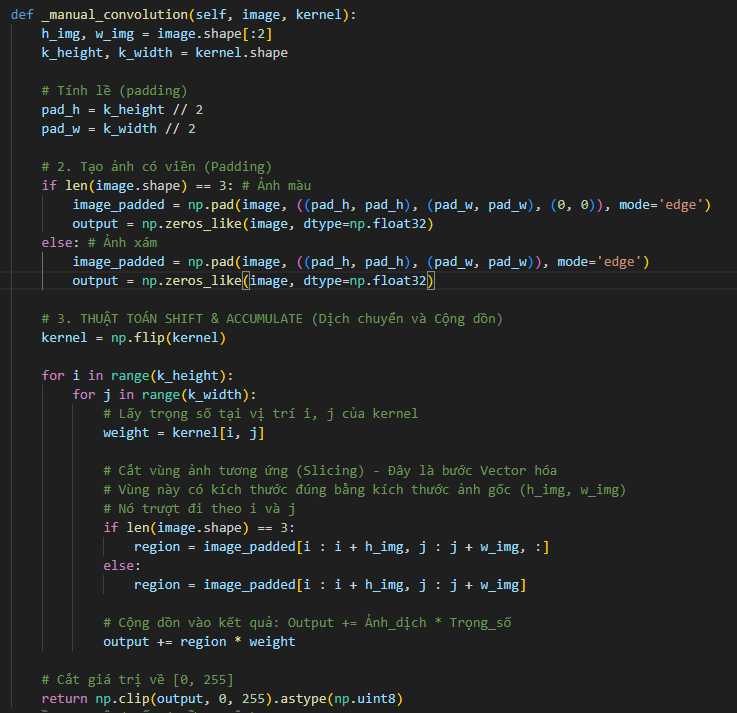 def _manual_convolution(self, image, kernel):
    h_img, w_img = image.shape[:2]
    k_height, k_width = kernel.shape

    # Tính lề (padding)
    pad_h = k_height // 2
    pad_w = k_width // 2

    # 2. Tạo ảnh có viền (Padding)
    if len(image.shape) == 3: # Ảnh màu
        image_padded = np.pad(image, ((pad_h, pad_h), (pad_w, pad_w), (0, 0)), mode='edge')
        output = np.zeros_like(image, dtype=np.float32)
    else: # Ảnh xám
        image_padded = np.pad(image, ((pad_h, pad_h), (pad_w, pad_w)), mode='edge')
        output = np.zeros_like(image, dtype=np.float32)

    # 3. THUẬT TOÁN SHIFT & ACCUMULATE (Dịch chuyển và Cộng dồn)
    kernel = np.flip(kernel)

    for i in range(k_height):
        for j in range(k_width):
            # Lấy trọng số tại vị trí i, j của kernel
            weight = kernel[i, j]

            # Cắt vùng ảnh tương ứng (Slicing) - Đây là bước Vector hóa
            # Vùng này có kích thước đúng bằng kích thước ảnh gốc (h_img, w_img)
            # Nó trượt đi theo i và j
            if len(image.shape) == 3:
                region = image_padded[i : i + h_img, j : j + w_img, :]
            else:
                region = image_padded[i : i + h_img, j : j + w_img]

            # Cộng dồn vào kết quả: Output += Ảnh_dịch * Trọng_số
            output += region * weight

    # Cắt giá trị về [0, 255]
    return np.clip(output, 0, 255).astype(np.uint8)